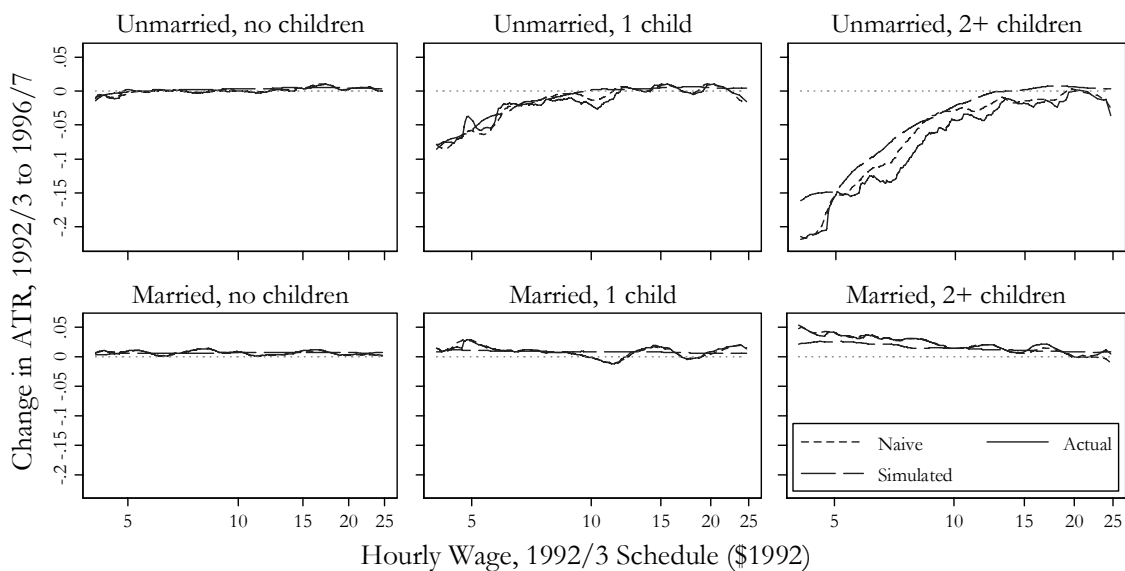 Unmarried, no children
Unmarried, 1 child
Unmarried, 2+ children
Change in ATR, 1992/3 to 1996/7
.05
0
-.05
-.1
-.15
-.2
Married, no children
Married, 1 child
Married, 2+ children
.05
0
-.05
-.1
-.15
-.2
Naive
Actual
Simulated
5 10 15 20 25
5 10 15 20 25
5 10 15 20 25
Hourly Wage, 1992/3 Schedule ($1992)